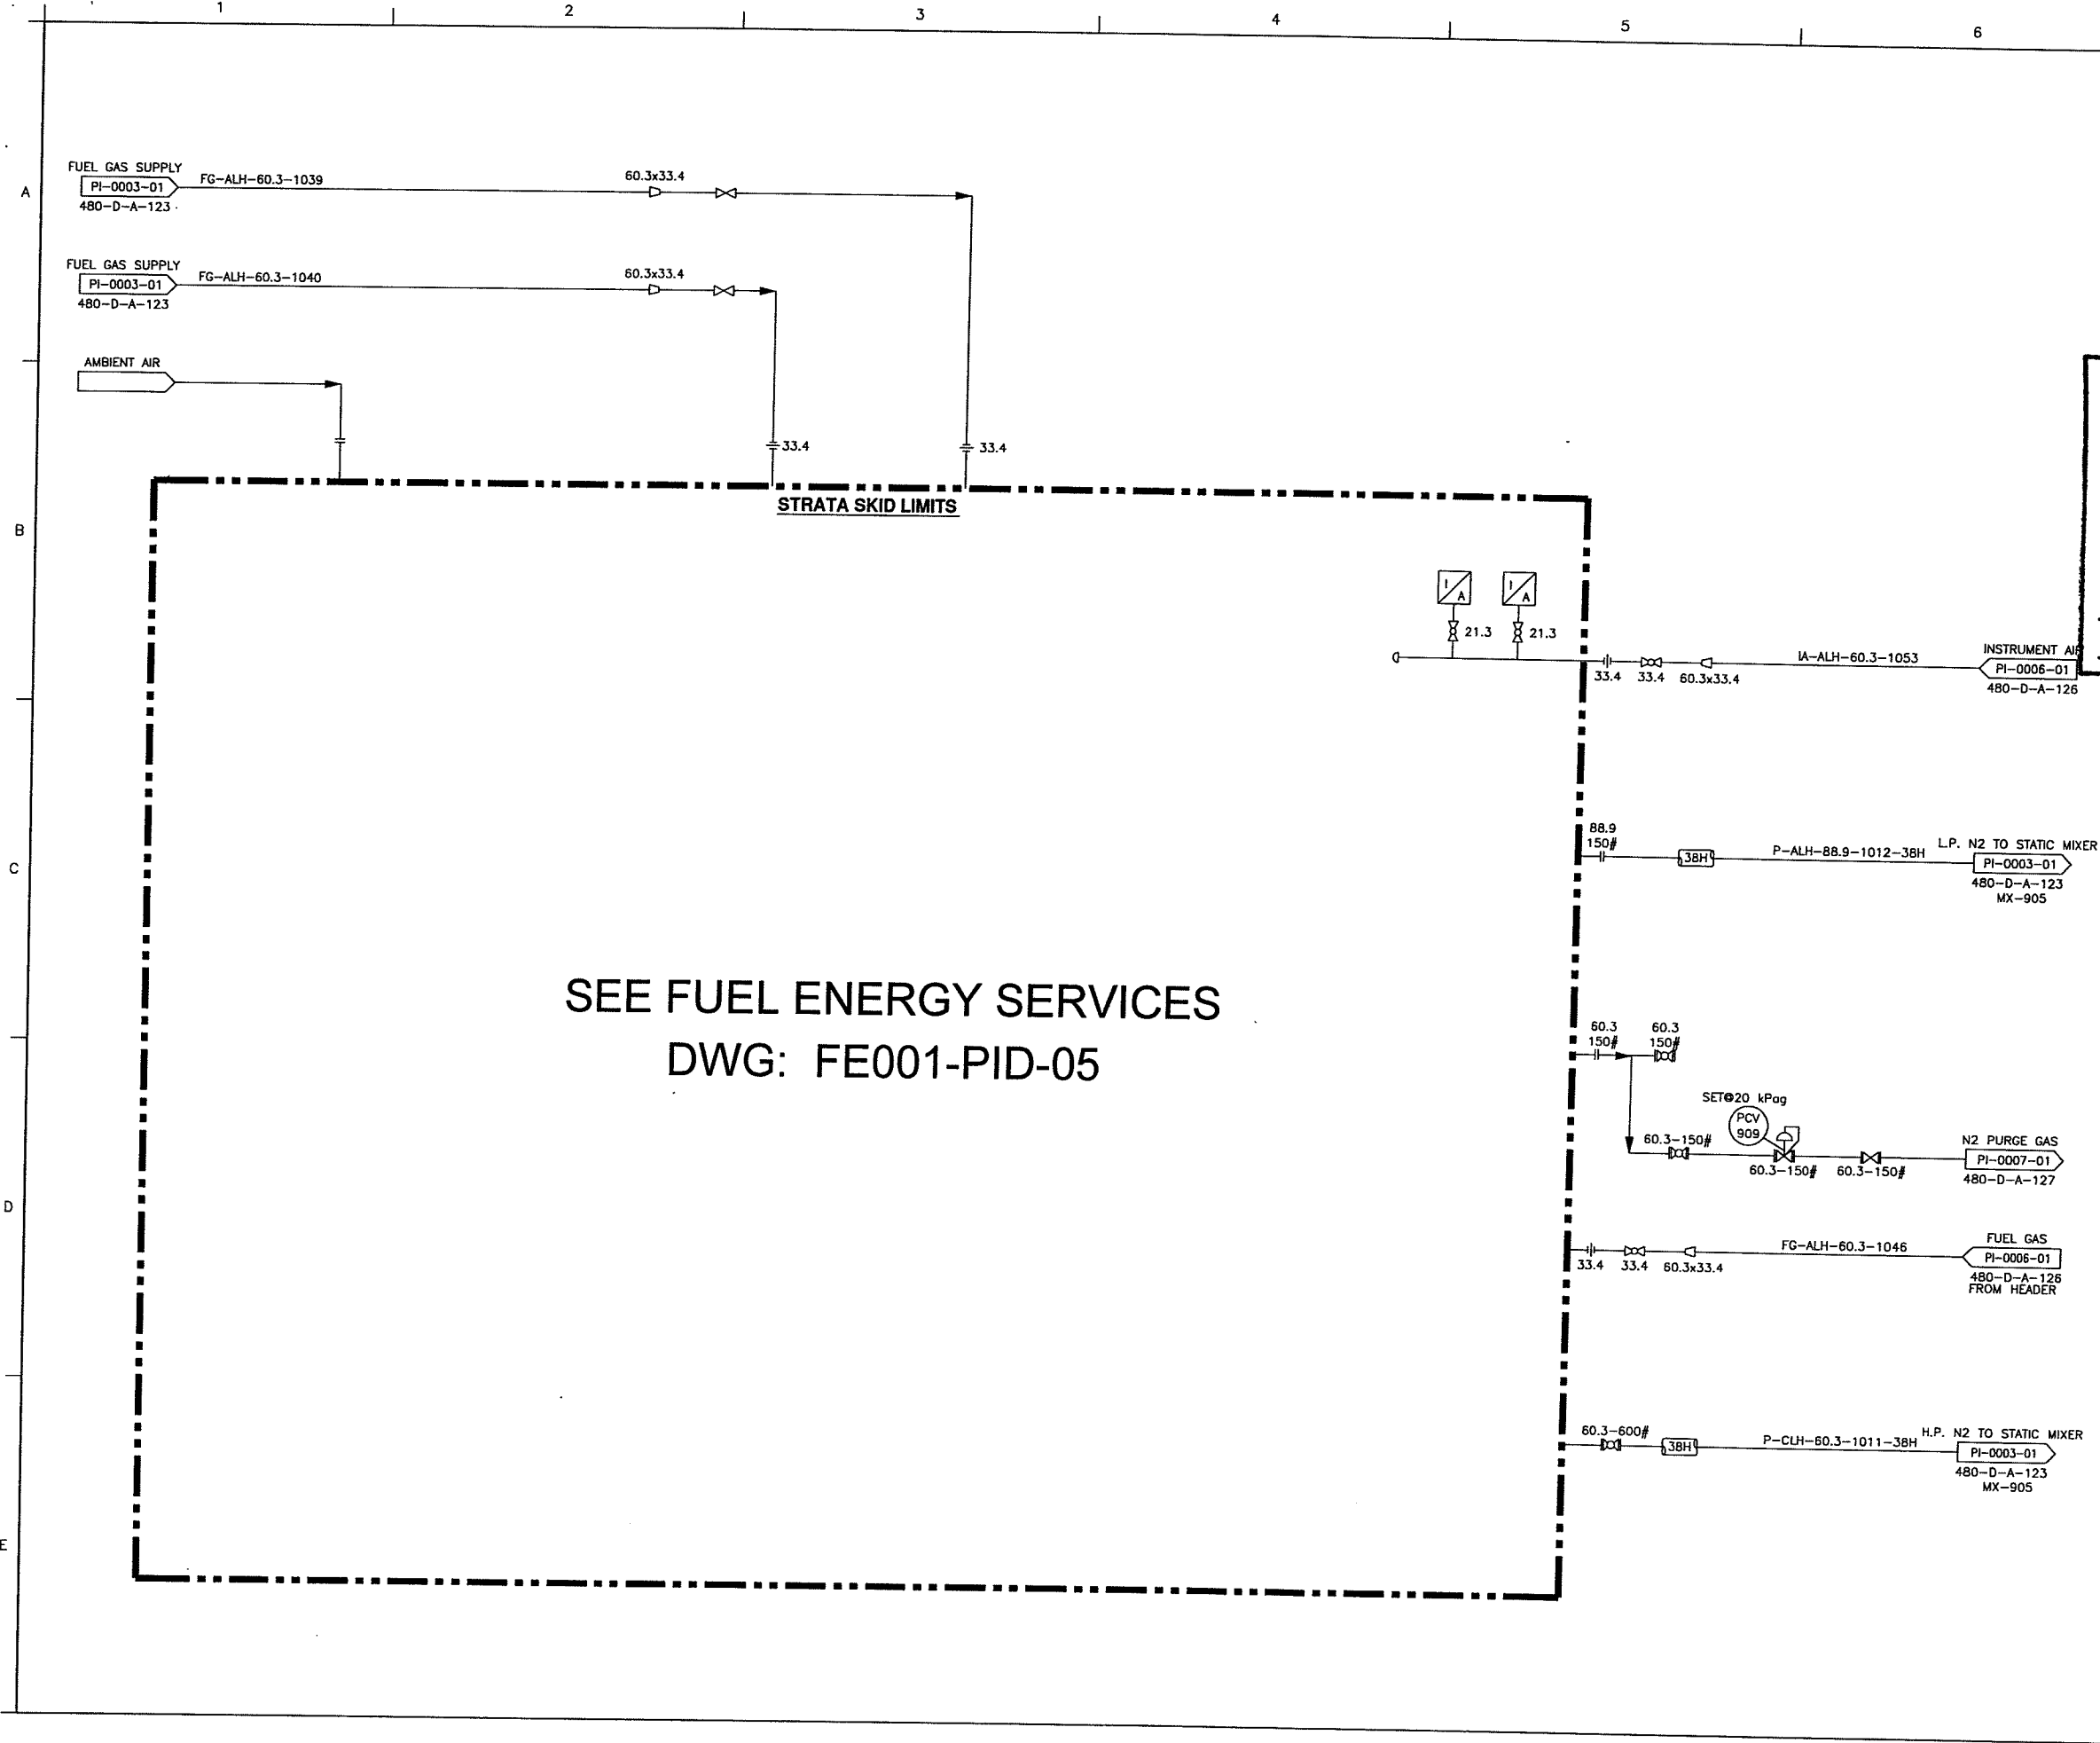 1
2
3
4
5
6
A
B
C
D
E
FUEL GAS SUPPLY
PI-0003-01
480-D-A-123
FG-ALH-60.3-1039
60.3x33.4
FUEL GAS SUPPLY
PI-0003-01
480-D-A-123
FG-ALH-60.3-1040
60.3x33.4
AMBIENT AIR
33.4
33.4
STRATA SKID LIMITS
I/A
I/A
21.3
21.3
33.4
33.4
60.3x33.4
IA-ALH-60.3-1053
INSTRUMENT AIR
PI-0006-01
480-D-A-126
88.9
150#
38H
P-ALH-88.9-1012-38H
L.P. N2 TO STATIC MIXER
PI-0003-01
480-D-A-123
MX-905
SEE FUEL ENERGY SERVICES
DWG: FE001-PID-05
60.3
150#
60.3
150#
SET@20 kPag
PCV
909
60.3-150#
60.3-150#
60.3-150#
N2 PURGE GAS
PI-0007-01
480-D-A-127
33.4
33.4
60.3x33.4
FG-ALH-60.3-1046
FUEL GAS
PI-0006-01
480-D-A-126
FROM HEADER
60.3-600#
38H
P-CLH-60.3-1011-38H
H.P. N2 TO STATIC MIXER
PI-0003-01
480-D-A-123
MX-905